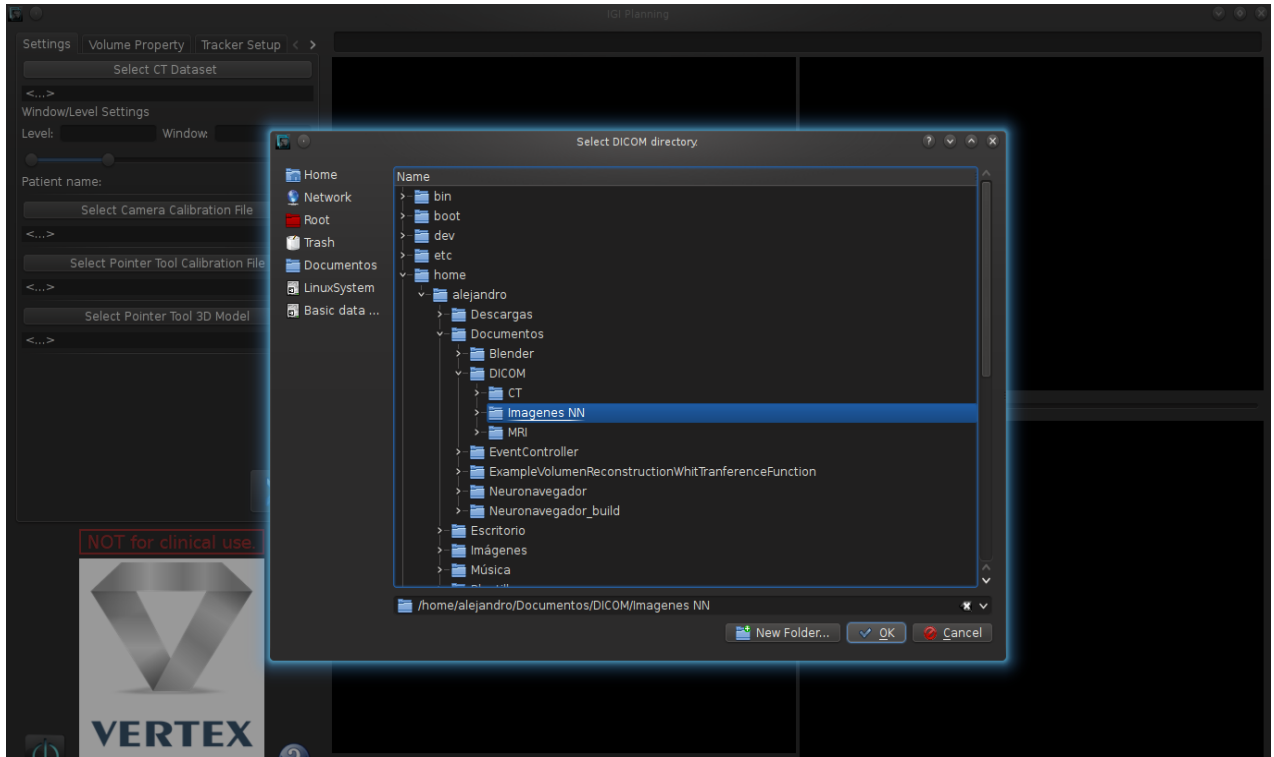 IGI Planning
Settings Volume Property Tracker Setup
Select CT Dataset
<...>
Window/Level Settings
Level: Window:
Patient name:
Select Camera Calibration File
<...>
Select Pointer Tool Calibration File
<...>
Select Pointer Tool 3D Model
<...>
NOT for clinical use.
VERTEX
Select DICOM directory.
Home
Network
Root
Trash
Documentos
LinuxSystem
Basic data ...
Name
bin
boot
dev
etc
home
alejandro
Descargas
Documentos
Blender
DICOM
CT
Imagenes NN
MRI
EventController
ExampleVolumenReconstructionWhitTranferenceFunction
Neuronavegador
Neuronavegador_build
Escritorio
Imágenes
Música
/home/alejandro/Documentos/DICOM/Imagenes NN
New Folder... OK Cancel